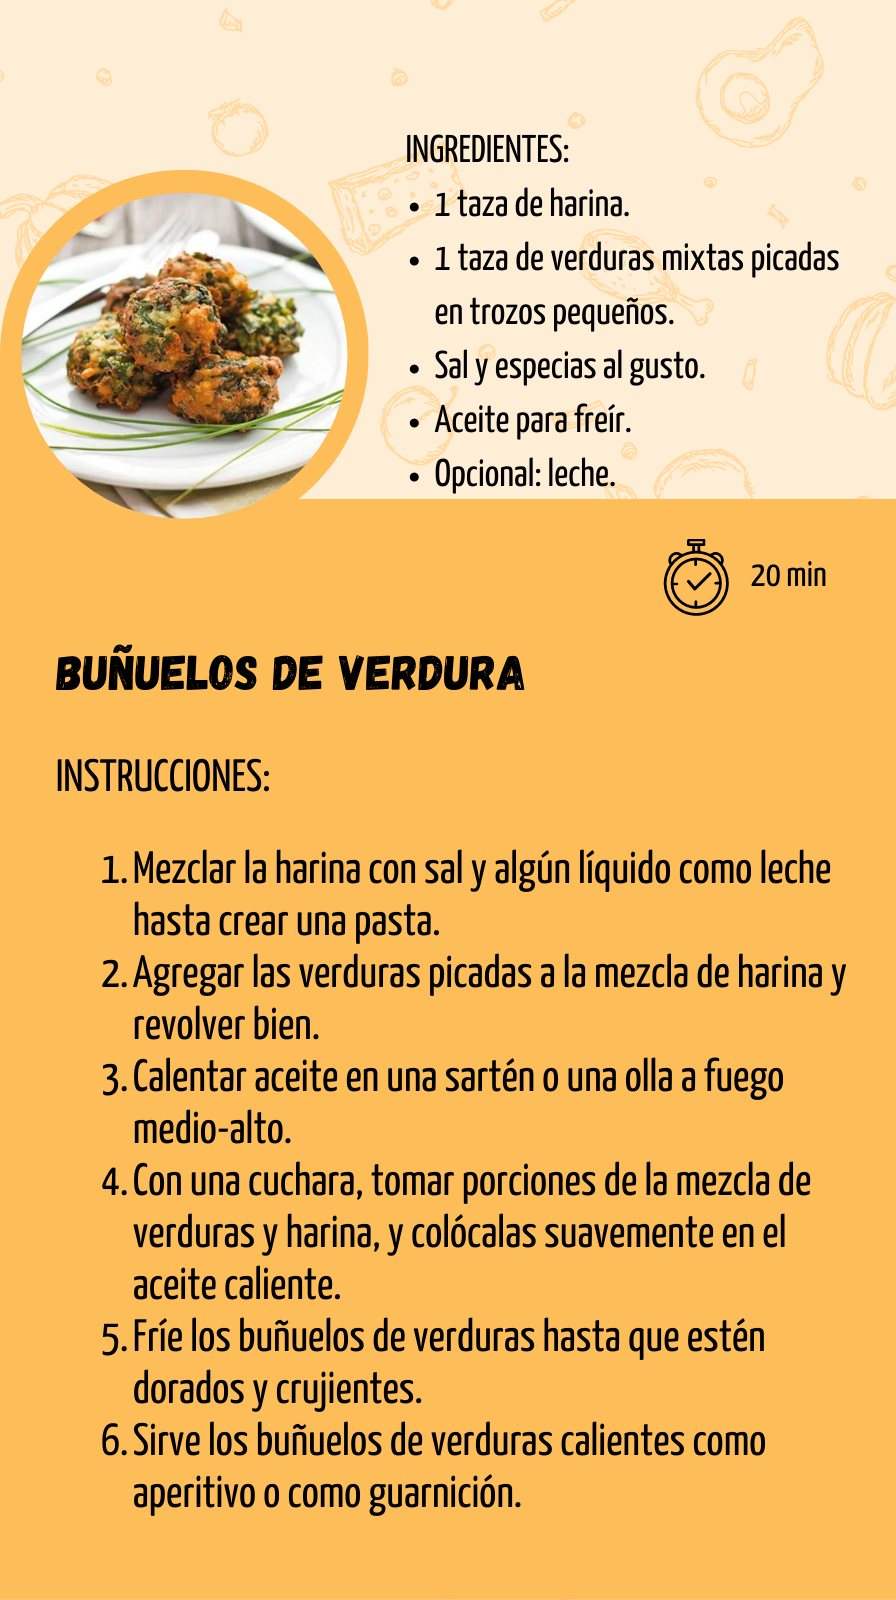 INGREDIENTES:
• 1 taza de harina.
• 1 taza de verduras mixtas picadas
en trozos pequeños.
• Sal y especias al gusto.
• Aceite para freír.
• Opcional: leche.
20 min
BUÑUELOS DE VERDURA
INSTRUCCIONES:
1. Mezclar la harina con sal y algún líquido como leche
hasta crear una pasta.
2. Agregar las verduras picadas a la mezcla de harina y
revolver bien.
3. Calentar aceite en una sartén o una olla a fuego
medio-alto.
4. Con una cuchara, tomar porciones de la mezcla de
verduras y harina, y colócalas suavemente en el
aceite caliente.
5. Fríe los buñuelos de verduras hasta que estén
dorados y crujientes.
6. Sirve los buñuelos de verduras calientes como
aperitivo o como guarnición.